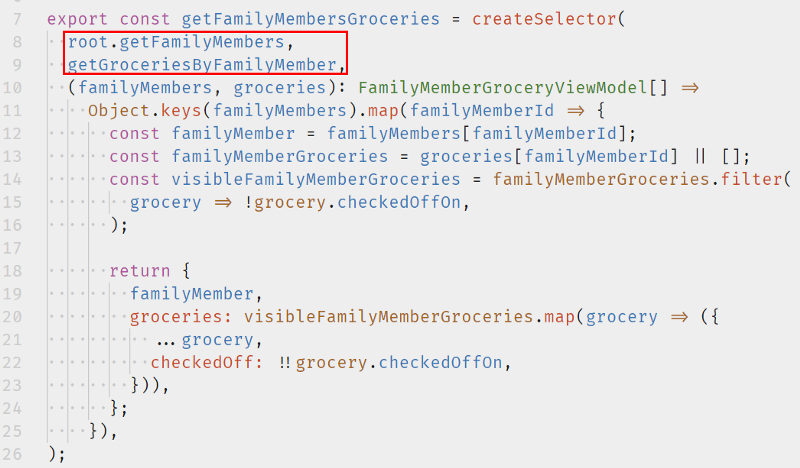 7 export const getFamilyMembersGroceries = createSelector(
8 root.getFamilyMembers,
9 getGroceriesByFamilyMember,
10 (familyMembers, groceries): FamilyMemberGroceryViewModel[] =>
11 Object.keys(familyMembers).map(familyMemberId => {
12 const familyMember = familyMembers[familyMemberId];
13 const familyMemberGroceries = groceries[familyMemberId] || [];
14 const visibleFamilyMemberGroceries = familyMemberGroceries.filter(
15 grocery => !grocery.checkedOffOn,
16 );
17
18 return {
19 familyMember,
20 groceries: visibleFamilyMemberGroceries.map(grocery => ({
21 ...grocery,
22 checkedOff: !!grocery.checkedOffOn,
23 })),
24 };
25 }),
26 );